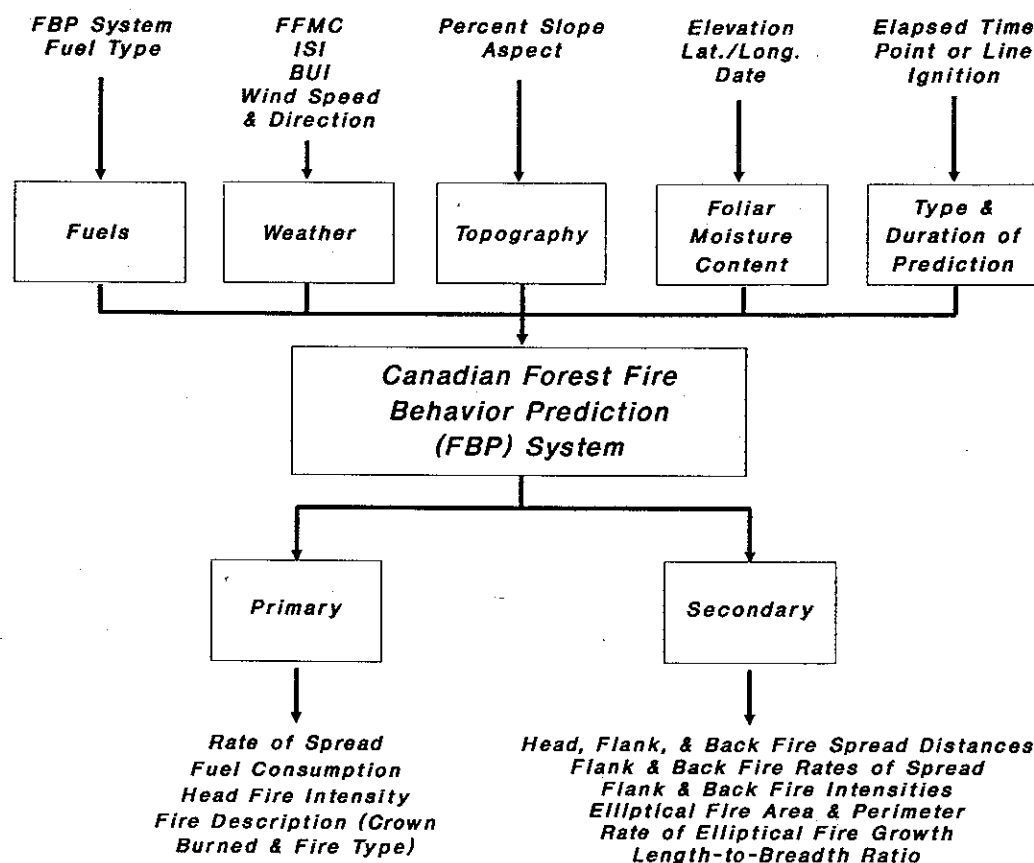 FBP System
Fuel Type
FFMC
ISI
BUI
Wind Speed
& Direction
Percent Slope
Aspect
Elevation
Lat./Long.
Date
Elapsed Time
Point or Line
Ignition
Fuels
Weather
Topography
Foliar
Moisture
Content
Type &
Duration of
Prediction
Canadian Forest Fire
Behavior Prediction
(FBP) System
Primary
Secondary
Rate of Spread
Fuel Consumption
Head Fire Intensity
Fire Description (Crown
Burned & Fire Type)
Head, Flank, & Back Fire Spread Distances
Flank & Back Fire Rates of Spread
Flank & Back Fire Intensities
Elliptical Fire Area & Perimeter
Rate of Elliptical Fire Growth
Length-to-Breadth Ratio